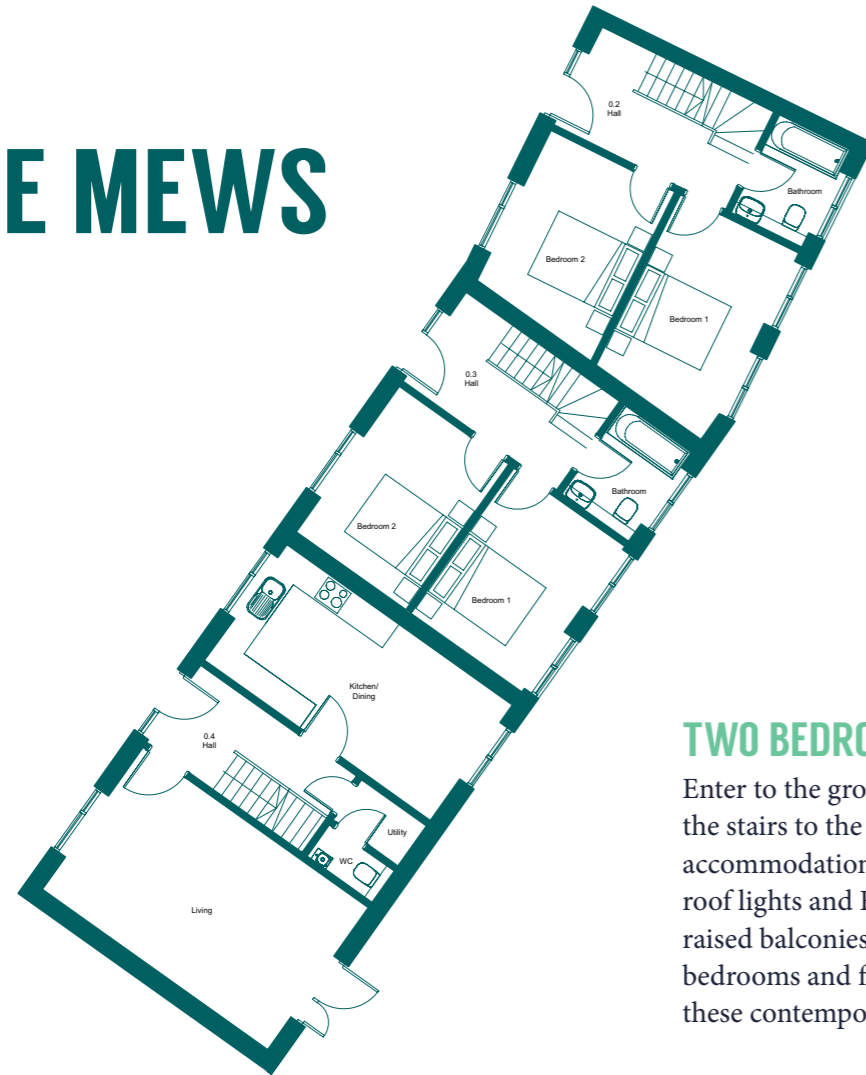 E MEWS
0.2
Hall
Bathroom
Bedroom 2
Bedroom 1
0.3
Hall
Bathroom
Bedroom 2
Bedroom 1
Kitchen/
Dining
0.4
Hall
Utility
WC
Living
TWO BEDRO
Enter to the gro
the stairs to the
accommodation
roof lights and
raised balconies
bedrooms and f
these contempo